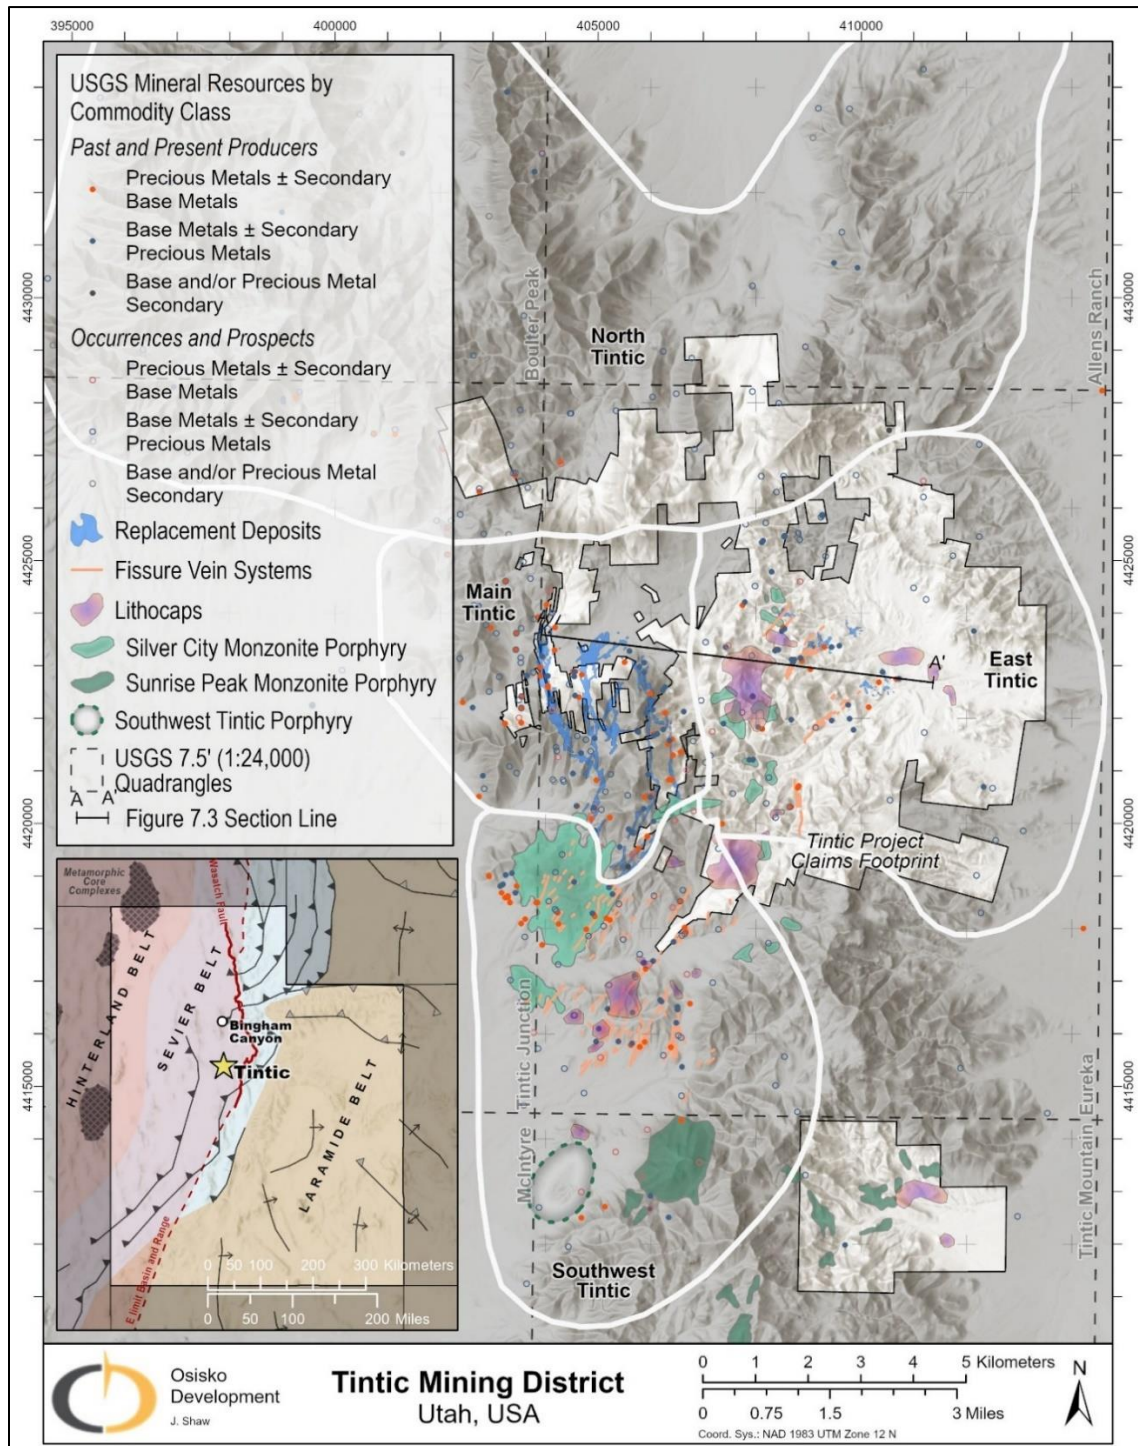 395000
400000
405000
410000
USGS Mineral Resources by
Commodity Class
Past and Present Producers
Precious Metals ± Secondary
Base Metals
Base Metals ± Secondary
Precious Metals
Base and/or Precious Metal
Secondary
Occurrences and Prospects
Precious Metals ± Secondary
Base Metals
Base Metals ± Secondary
Precious Metals
Base and/or Precious Metal
Secondary
Replacement Deposits
Fissure Vein Systems
Lithocaps
Silver City Monzonite Porphyry
Sunrise Peak Monzonite Porphyry
Southwest Tintic Porphyry
USGS 7.5' (1:24,000)
Quadrangles
A A'
Figure 7.3 Section Line
4430000
4425000
4420000
4415000
4430000
4425000
4420000
4415000
Boulter Peak
Allens Ranch
North
Tintic
Main
Tintic
East
Tintic
A'
Tintic Project
Claims Footprint
Tintic Junction
McIntyre
Tintic Mountain
Eureka
Southwest
Tintic
Metamorphic
Core
Complexes
Wasatch Fault
HINTERLAND BELT
SEVIER BELT
Bingham
Canyon
Tintic
LARAMIDE BELT
E limit Basin and Range
0 50 100 200 300 Kilometers
0 50 100 200 Miles
Osisko
Development
J. Shaw
Tintic Mining District
Utah, USA
0 1 2 3 4 5 Kilometers
0 0.75 1.5 3 Miles
Coord. Sys.: NAD 1983 UTM Zone 12 N
N